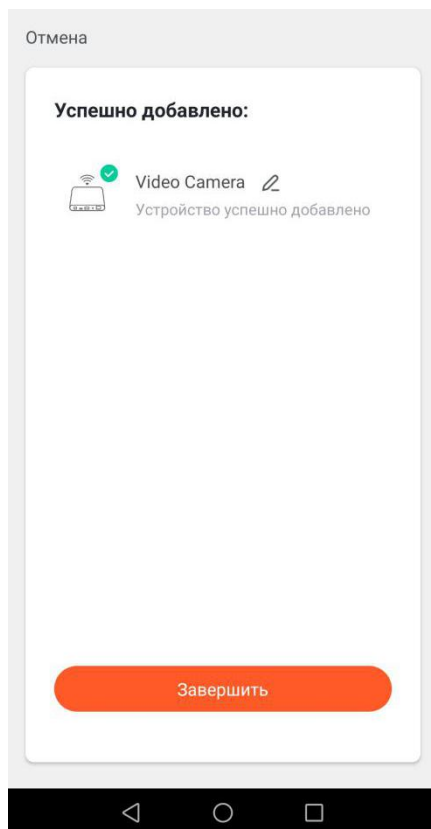 Отмена
Успешно добавлено:
Video Camera
Устройство успешно добавлено
Завершить